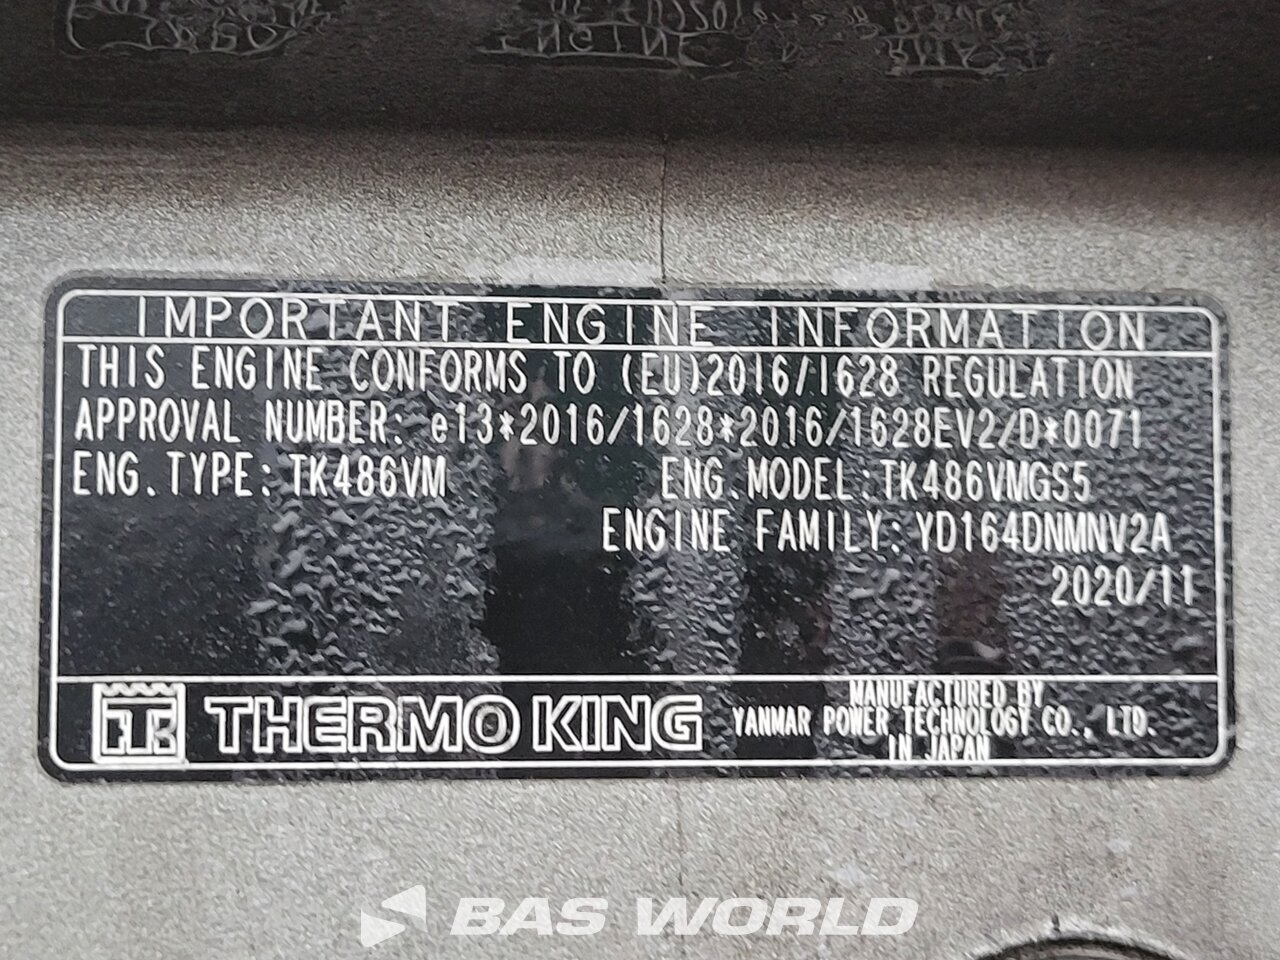 ENGINE
IMPORTANT ENGINE INFORMATION
THIS ENGINE CONFORMS TO (EU)2016/1628 REGULATION
APPROVAL NUMBER: e13*2016/1628*2016/1628EV2/D*0071
ENG.TYPE: TK486VM ENG.MODEL:TK486VMGS5
ENGINE FAMILY: YD164DNMNV2A
2020/11
TK THERMO KING
MANUFACTURED BY
YANMAR POWER TECHNOLOGY CO., LTD.
IN JAPAN
BAS WORLD